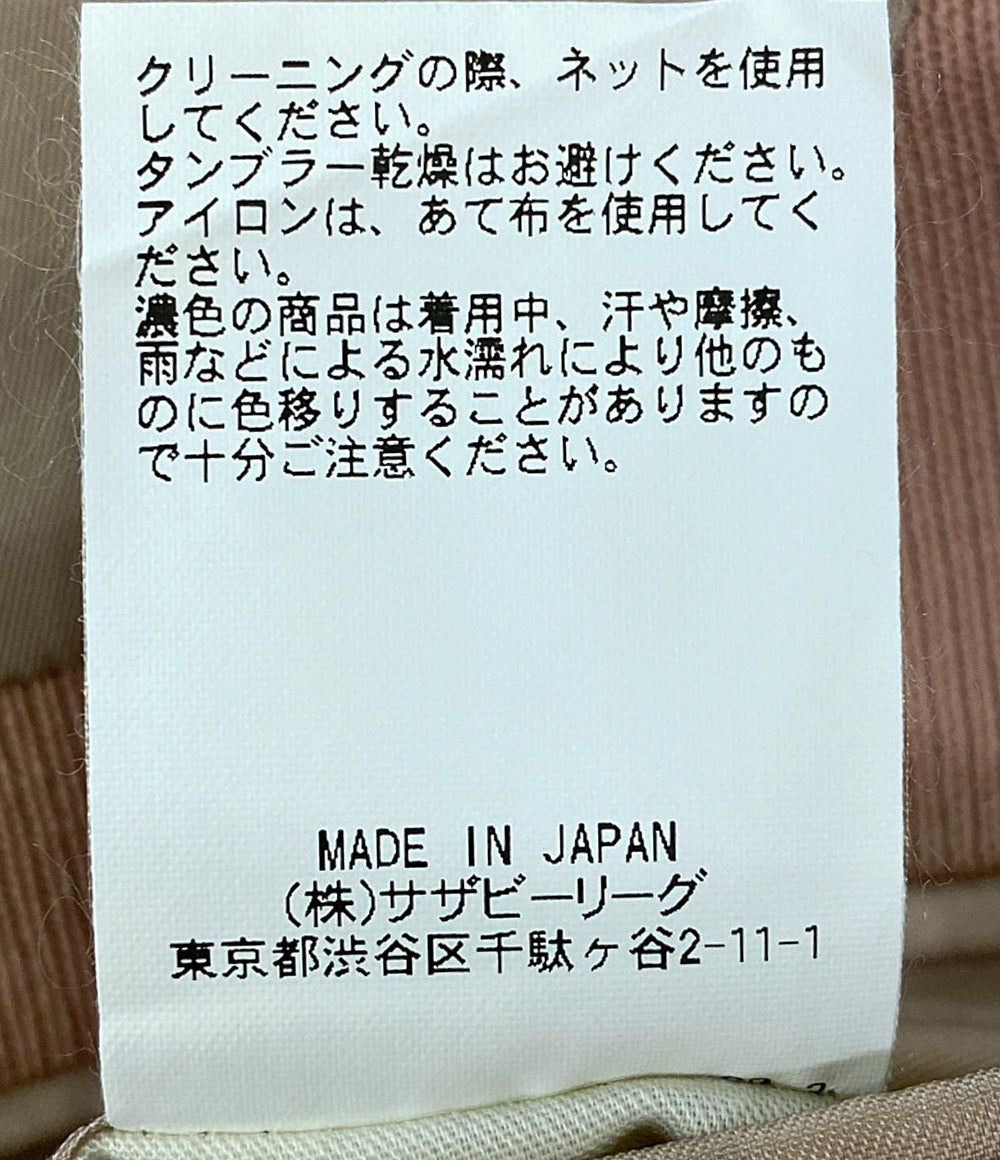 クリーニングの際、ネットを使用
してください。
タンブラー乾燥はお避けください。
アイロンは、あて布を使用してく
ださい。
濃色の商品は着用中、汗や摩擦、
雨などによる水濡れにより他のも
のに色移りすることがありますの
で十分ご注意ください。
MADE IN JAPAN
(株)サザビーリーグ
東京都渋谷区千駄ヶ谷2-11-1